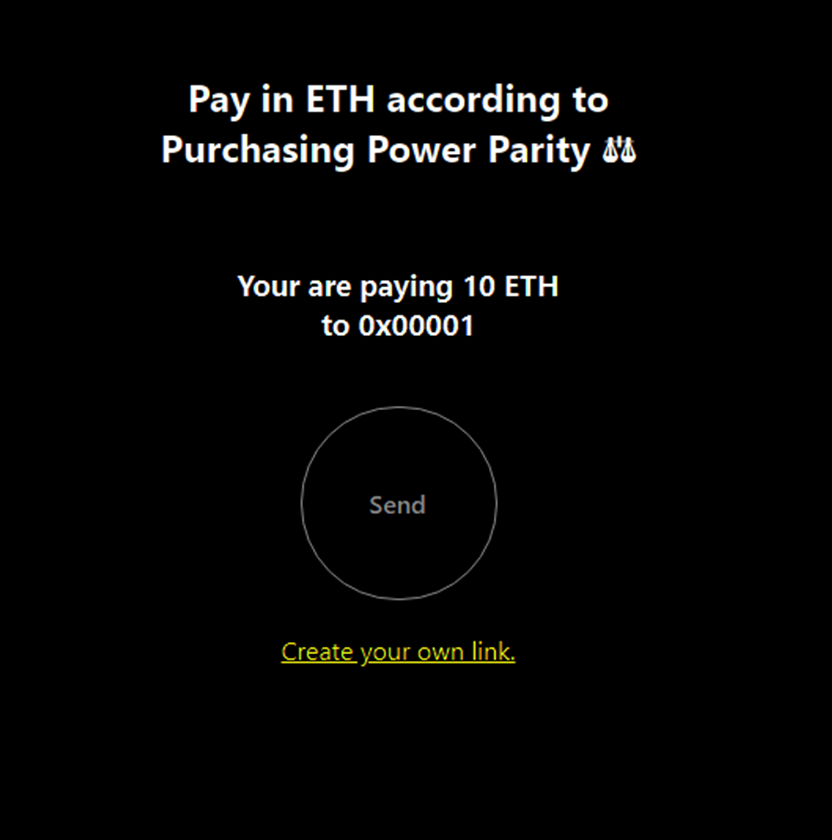 Pay in ETH according to
Purchasing Power Parity ⚖⚖
Your are paying 10 ETH
to 0x00001
Send
Create your own link.